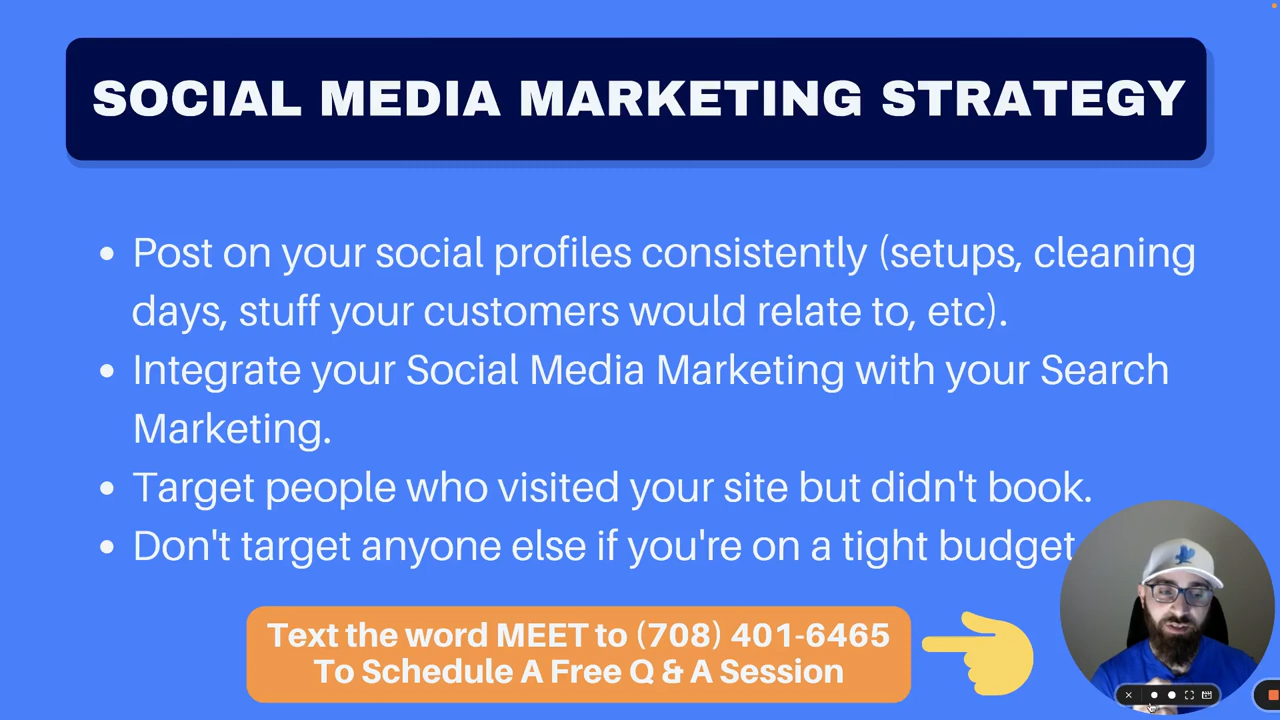 SOCIAL MEDIA MARKETING STRATEGY
• Post on your social profiles consistently (setups, cleaning
days, stuff your customers would relate to, etc).
• Integrate your Social Media Marketing with your Search
Marketing.
• Target people who visited your site but didn't book.
• Don't target anyone else if you're on a tight budget
Text the word MEET to (708) 401-6465
To Schedule A Free Q & A Session